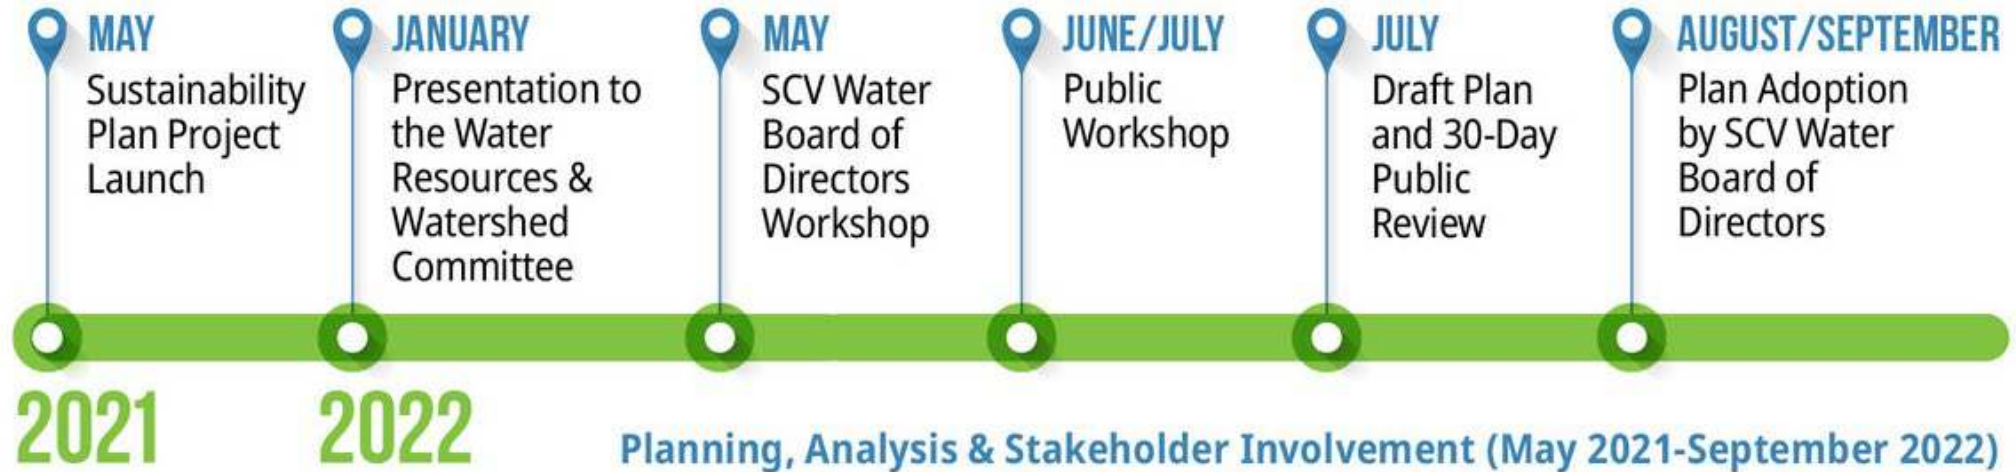 MAY
Sustainability
Plan Project
Launch
JANUARY
Presentation to
the Water
Resources &
Watershed
Committee
MAY
SCV Water
Board of
Directors
Workshop
JUNE/JULY
Public
Workshop
JULY
Draft Plan
and 30-Day
Public
Review
AUGUST/SEPTEMBER
Plan Adoption
by SCV Water
Board of
Directors
2021
2022
Planning, Analysis & Stakeholder Involvement (May 2021-September 2022)